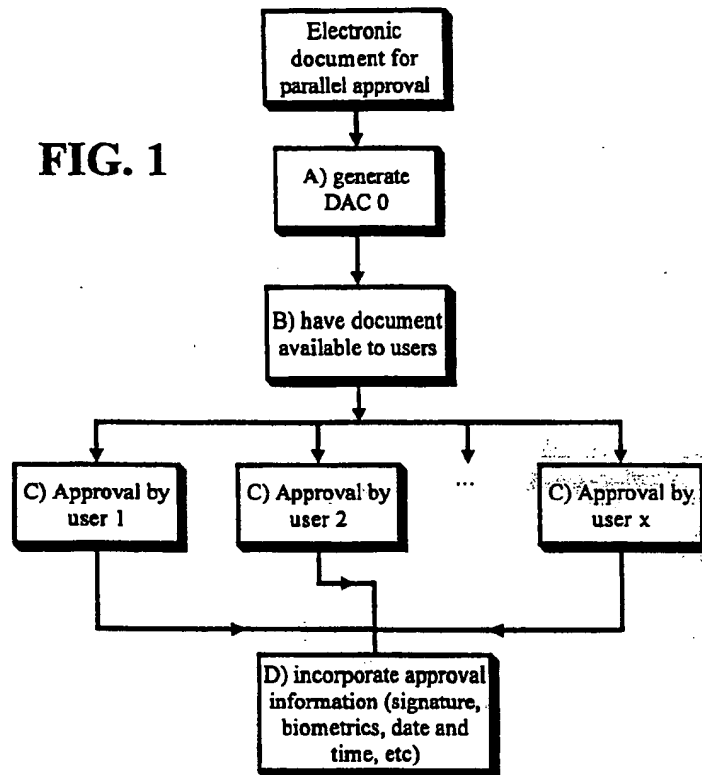 Electronic
document for
parallel approval
FIG. 1
A) generate
DAC 0
B) have document
available to users
C) Approval by
user 1
C) Approval by
user 2
...
C) Approval by
user x
D) incorporate approval
information (signature,
biometrics, date and
time, etc)